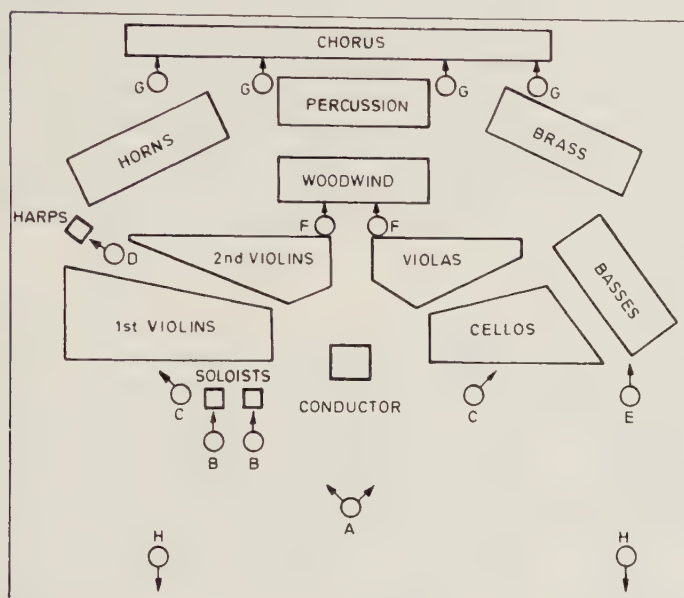 CHORUS
G G G G
PERCUSSION
HORNS
BRASS
WOODWIND
HARPS
F F
D
2nd VIOLINS
VIOLAS
BASSES
1st VIOLINS
CELLOS
SOLOISTS
CONDUCTOR
C C E
B B
A
H H